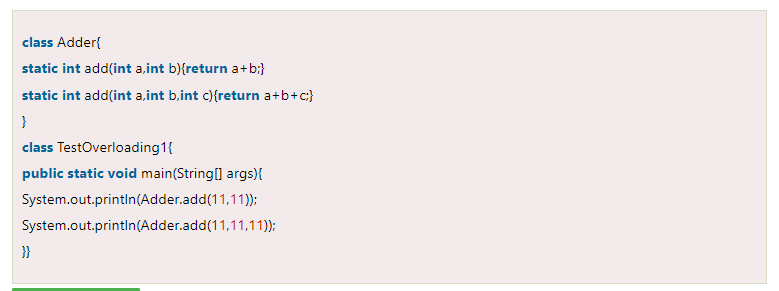 class Adder{
static int add(int a,int b){return a+b;}
static int add(int a,int b,int c){return a+b+c;}
}
class TestOverloading1{
public static void main(String[] args){
System.out.println(Adder.add(11,11));
System.out.println(Adder.add(11,11,11));
}}